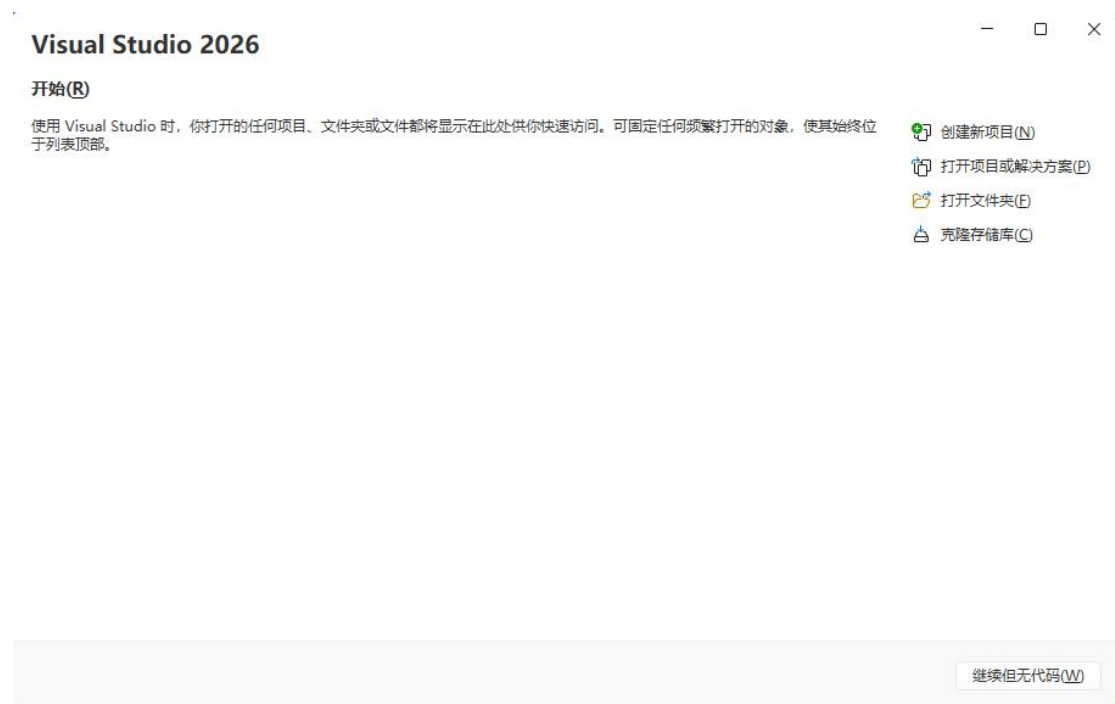 Visual Studio 2026
开始(R)
使用 Visual Studio 时，你打开的任何项目、文件夹或文件都将显示在此处供你快速访问。可固定任何频繁打开的对象，使其始终位
于列表顶部。
创建新项目(N)
打开项目或解决方案(P)
打开文件夹(F)
克隆存储库(C)
继续但无代码(W)